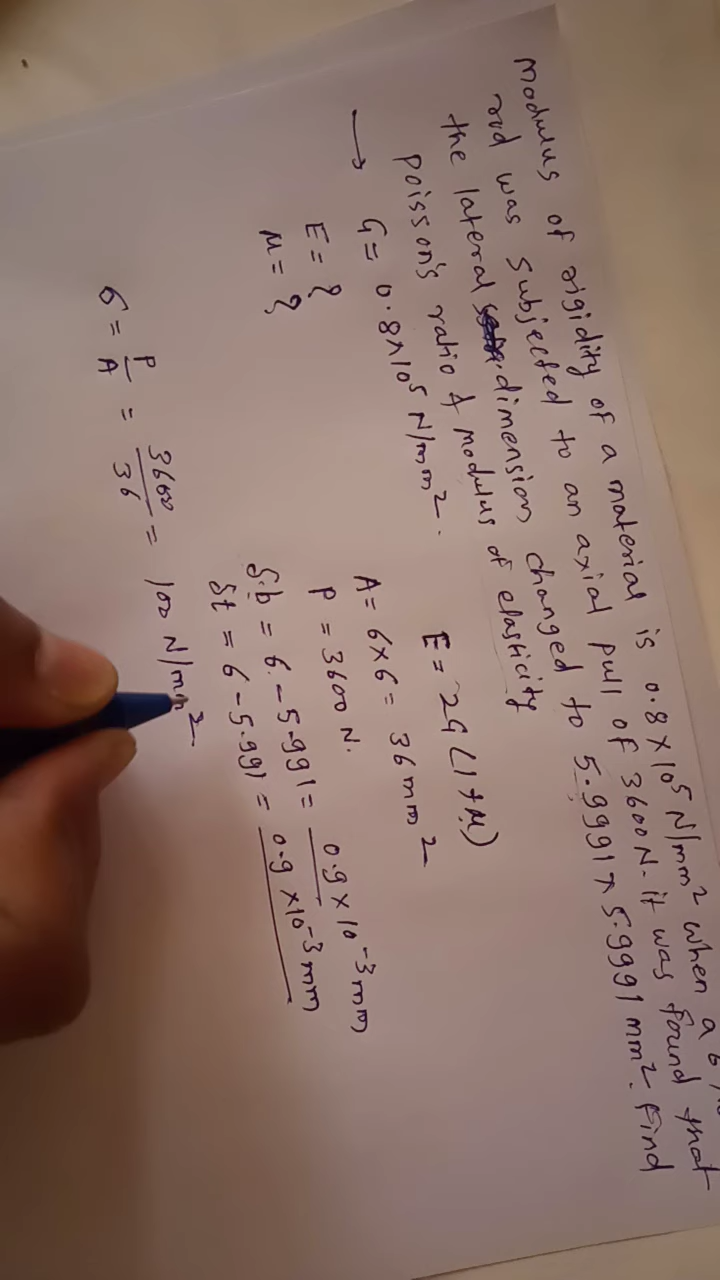 modulus of rigidity of a material is 0.8×10⁵ N/mm² when a 6
rod was subjected to an axial pull of 3600 N. it was found that
the lateral dimension changed to 5.9991 × 5.9991 mm². Find
poisson's ratio & modulus of elasticity
→ G = 0.8×10⁵ N/mm². E = 2G (1+μ)
E = ?
μ = ?
A = 6×6 = 36 mm²
P = 3600 N.
δb = 6 - 5.991 = 0.9 × 10⁻³ mm
δt = 6 - 5.991 = 0.9 × 10⁻³ mm
σ = P/A = 3600/36 = 100 N/mm²